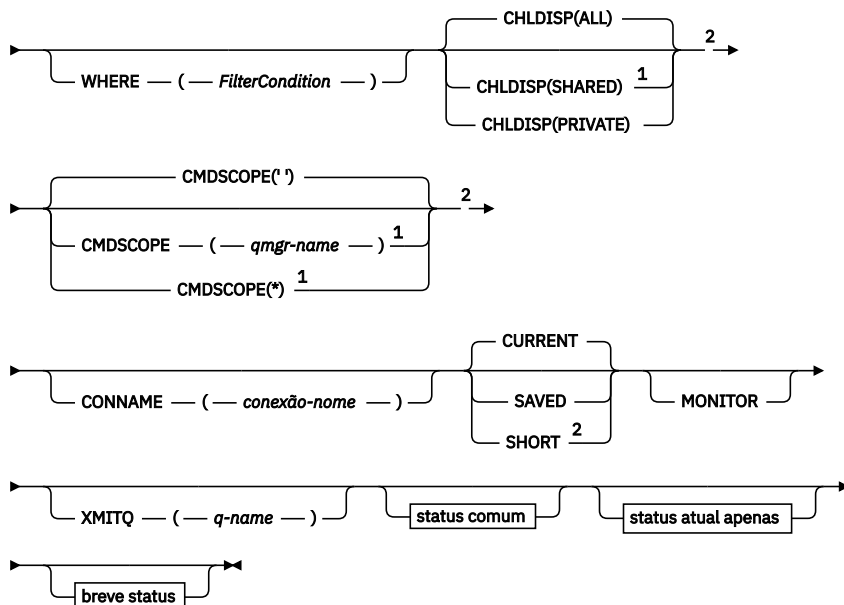 CHLDISP(ALL)
2
WHERE — ( — FilterCondition — )
CHLDISP(SHARED) 1
CHLDISP(PRIVATE)
CMDSCOPE(' ')
2
CMDSCOPE — ( — qmgr-name — ) 1
CMDSCOPE(*) 1
CURRENT
CONNAME — ( — conexão-nome — )
SAVED
MONITOR
SHORT 2
XMITQ — ( — q-name — )
status comum
status atual apenas
breve status